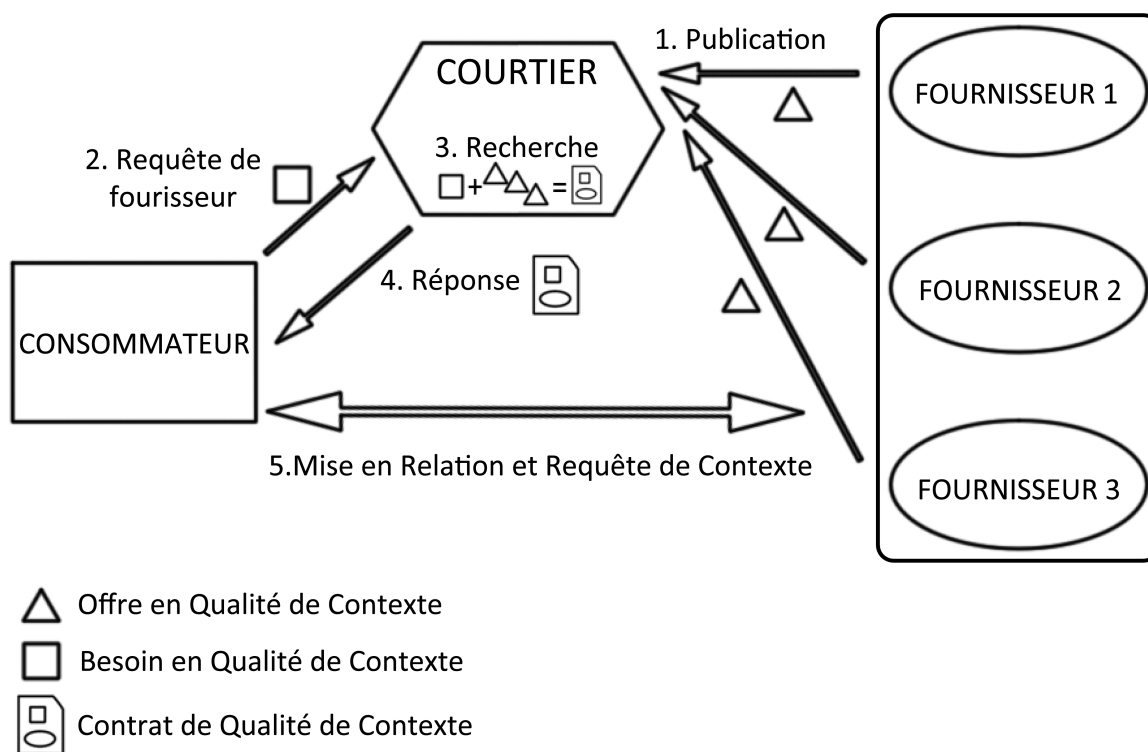 1. Publication
COURTIER
FOURNISSEUR 1
3. Recherche
+ =
2. Requête de
fourisseur
4. Réponse
FOURNISSEUR 2
CONSOMMATEUR
5.Mise en Relation et Requête de Contexte
FOURNISSEUR 3
Offre en Qualité de Contexte
Besoin en Qualité de Contexte
Contrat de Qualité de Contexte